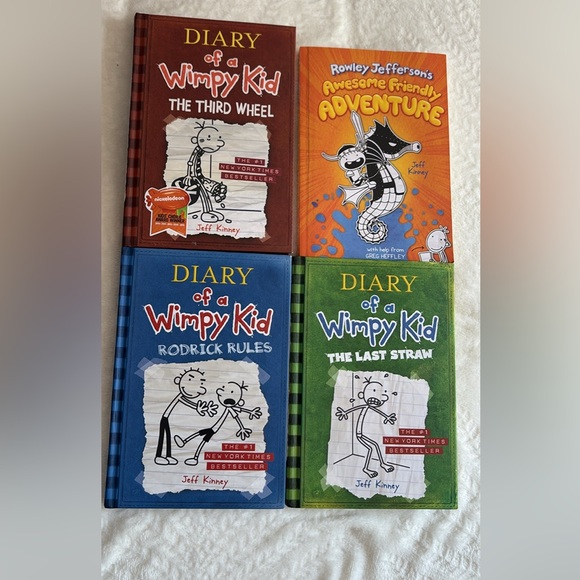 DIARY
of a
Wimpy Kid
THE THIRD WHEEL
THE #1
NEW YORK TIMES
BESTSELLER
nickelodeon
Jeff Kinney
Rowley Jefferson's
Awesome Friendly
ADVENTURE
Jeff
Kinney
with help from
GREG HEFFLEY
DIARY
of a
Wimpy Kid
RODRICK RULES
THE #1
NEW YORK TIMES
BESTSELLER
Jeff Kinney
DIARY
of a
Wimpy Kid
THE LAST STRAW
THE #1
NEW YORK TIMES
BESTSELLER
Jeff Kinney